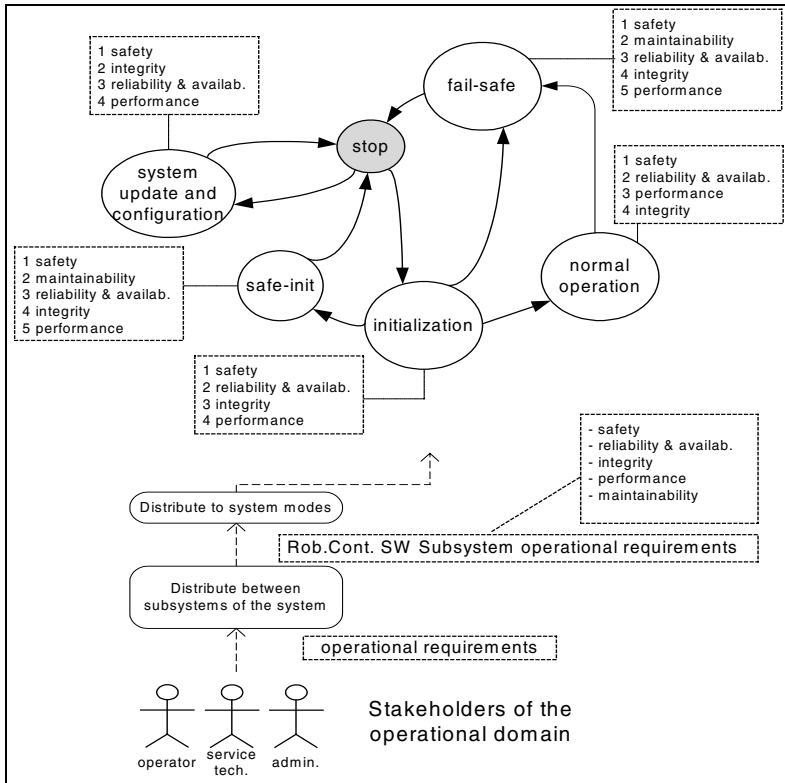 1 safety
2 integrity
3 reliability & availab.
4 performance
1 safety
2 maintainability
3 reliability & availab.
4 integrity
5 performance
fail-safe
stop
system
update and
configuration
1 safety
2 reliability & availab.
3 performance
4 integrity
1 safety
2 maintainability
3 reliability & availab.
4 integrity
5 performance
safe-init
initialization
normal
operation
1 safety
2 reliability & availab.
3 integrity
4 performance
- safety
- reliability & availab.
- integrity
- performance
- maintainability
Distribute to system modes
Rob.Cont. SW Subsystem operational requirements
Distribute between
subsystems of the system
operational requirements
Stakeholders of the
operational domain
operator
service
tech.
admin.